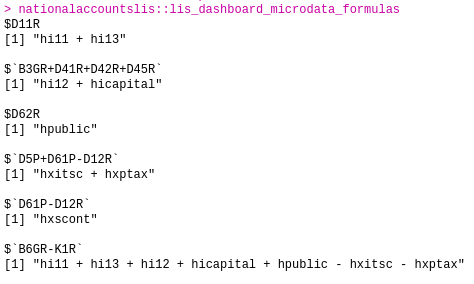 > nationalaccountslis::lis_dashboard_microdata_formulas
$D11R
[1] "hi11 + hi13"
$`B3GR+D41R+D42R+D45R`
[1] "hi12 + hicapital"
$D62R
[1] "hpublic"
$`D5P+D61P-D12R`
[1] "hxitsc + hxptax"
$`D61P-D12R`
[1] "hxscont"
$`B6GR-K1R`
[1] "hi11 + hi13 + hi12 + hicapital + hpublic - hxitsc - hxptax"